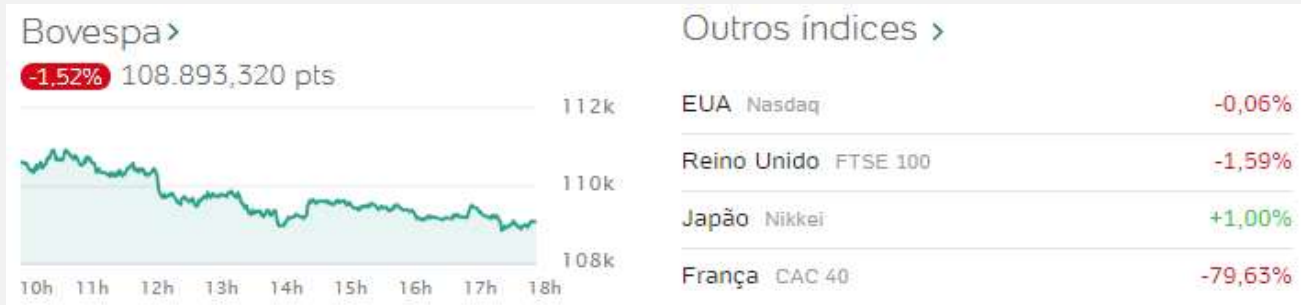 Bovespa >
-1,52% 108.893,320 pts
112k
110k
108k
10h 11h 12h 13h 14h 15h 16h 17h 18h
Outros índices >
EUA Nasdaq -0,06%
Reino Unido FTSE 100 -1,59%
Japão Nikkei +1,00%
França CAC 40 -79,63%